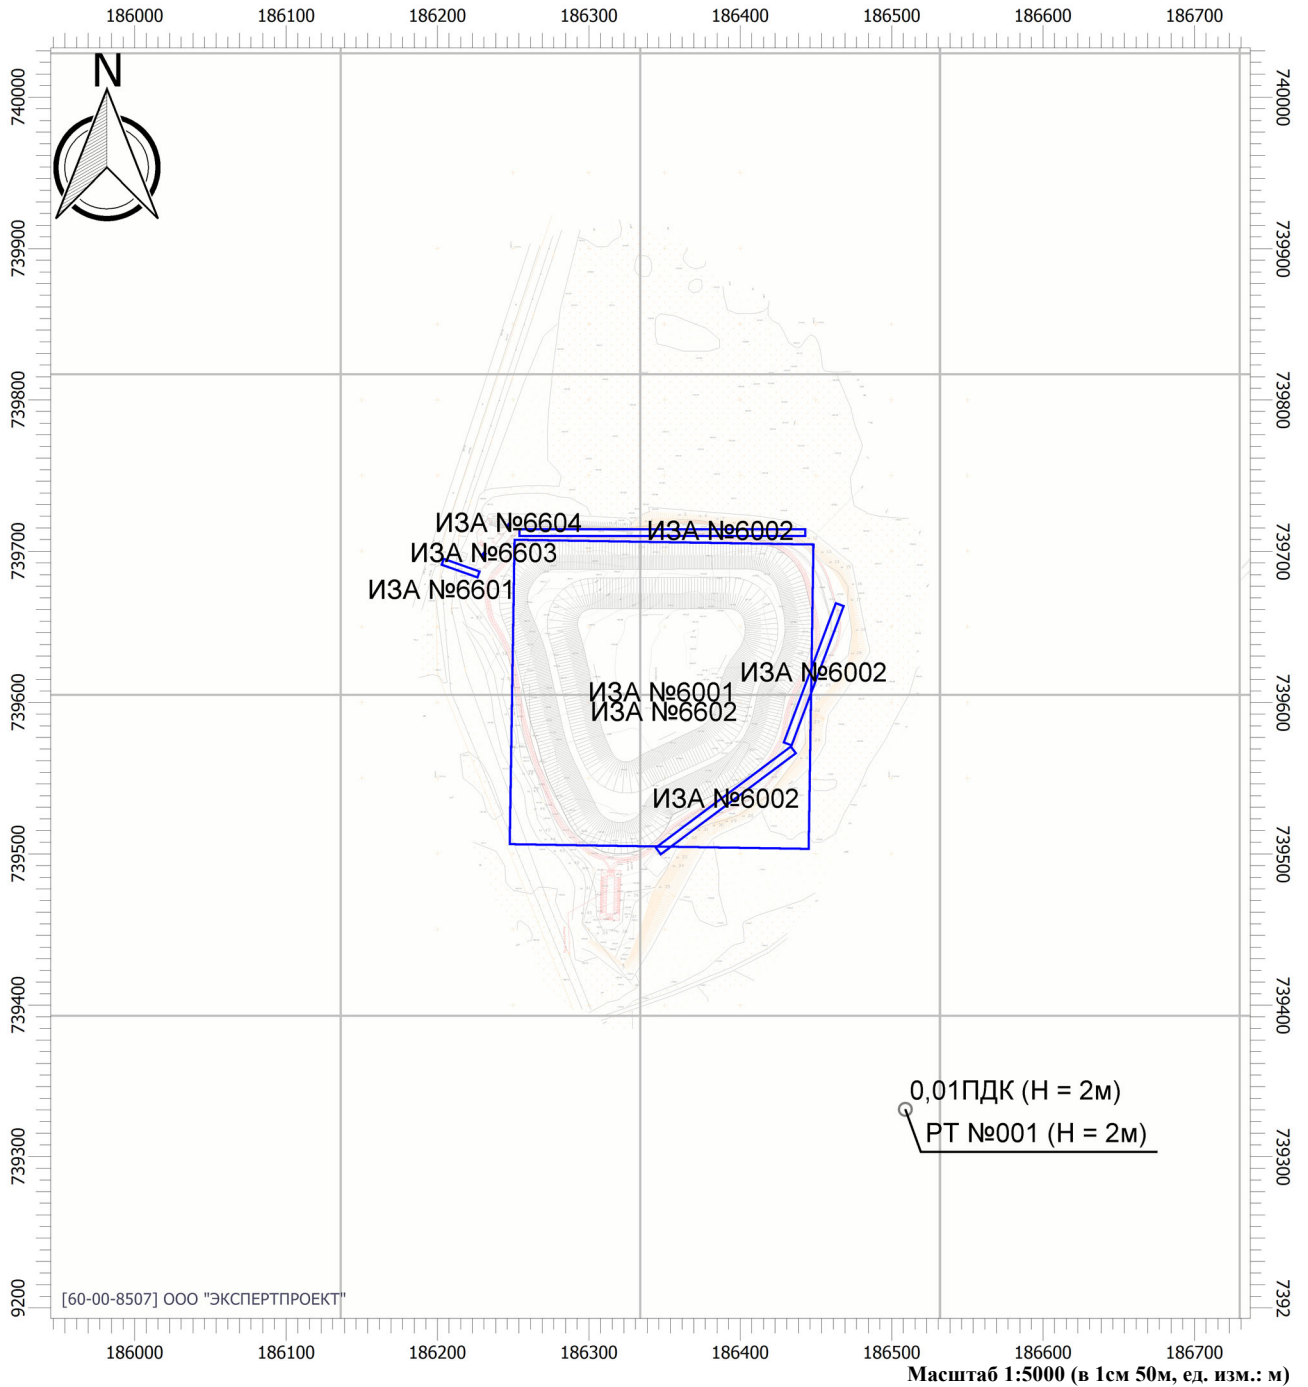 186000 186100 186200 186300 186400 186500 186600 186700
N
740000 740000
739900 739900
739800 739800
739700 739700
739600 739600
739500 739500
739400 739400
739300 739300
9200 7392
ИЗА №6604
ИЗА №6002
ИЗА №6603
ИЗА №6601
ИЗА №6002
ИЗА №6001
ИЗА №6602
ИЗА №6002
0,01ПДК (Н = 2м)
РТ №001 (Н = 2м)
[60-00-8507] ООО "ЭКСПЕРТПРОЕКТ"
186000 186100 186200 186300 186400 186500 186600 186700
Масштаб 1:5000 (в 1см 50м, ед. изм.: м)